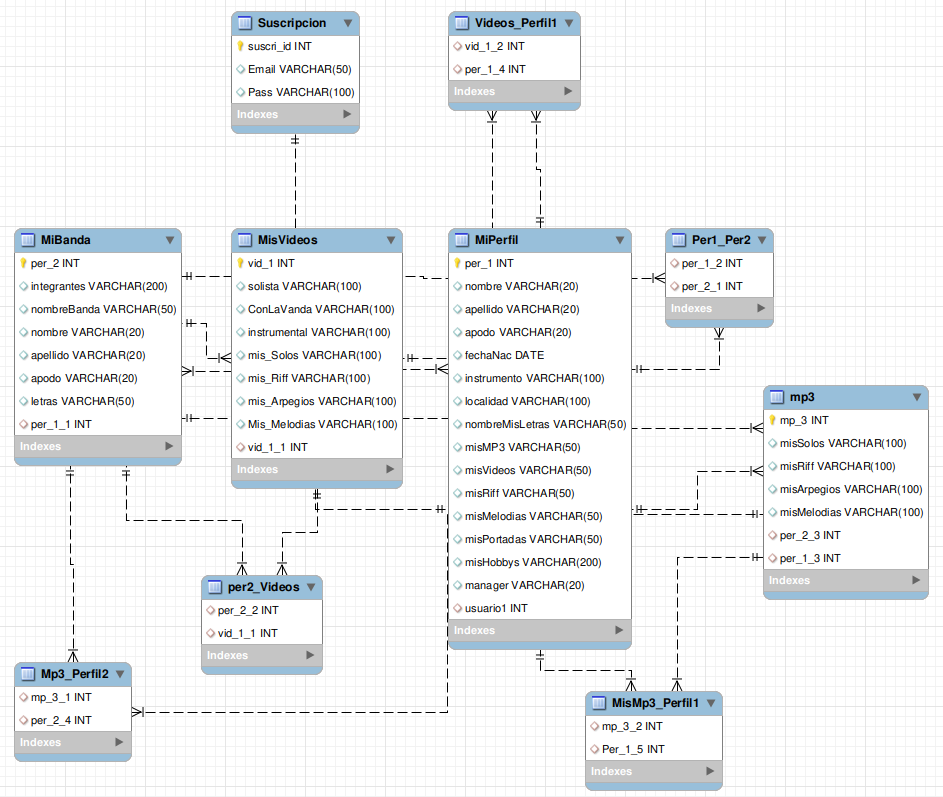 Suscripcion
suscri_id INT
Email VARCHAR(50)
Pass VARCHAR(100)
Indexes
Videos_Perfil1
vid_1_2 INT
per_1_4 INT
Indexes
MiBanda
per_2 INT
integrantes VARCHAR(200)
nombreBanda VARCHAR(50)
nombre VARCHAR(20)
apellido VARCHAR(20)
apodo VARCHAR(20)
letras VARCHAR(50)
per_1_1 INT
Indexes
MisVideos
vid_1 INT
solista VARCHAR(100)
ConLaVanda VARCHAR(100)
instrumental VARCHAR(100)
mis_Solos VARCHAR(100)
mis_Riff VARCHAR(100)
mis_Arpegios VARCHAR(100)
Mis_Melodias VARCHAR(100)
vid_1_1 INT
Indexes
MiPerfil
per_1 INT
nombre VARCHAR(20)
apellido VARCHAR(20)
apodo VARCHAR(20)
fechaNac DATE
instrumento VARCHAR(100)
localidad VARCHAR(100)
nombreMisLetras VARCHAR(50)
misMP3 VARCHAR(50)
misVideos VARCHAR(50)
misRiff VARCHAR(50)
misMelodias VARCHAR(50)
misPortadas VARCHAR(50)
misHobbys VARCHAR(200)
manager VARCHAR(20)
usuario1 INT
Indexes
Per1_Per2
per_1_2 INT
per_2_1 INT
Indexes
mp3
mp_3 INT
misSolos VARCHAR(100)
misRiff VARCHAR(100)
misArpegios VARCHAR(100)
misMelodias VARCHAR(100)
per_2_3 INT
per_1_3 INT
Indexes
per2_Videos
per_2_2 INT
vid_1_1 INT
Indexes
Mp3_Perfil2
mp_3_1 INT
per_2_4 INT
Indexes
MisMp3_Perfil1
mp_3_2 INT
Per_1_5 INT
Indexes